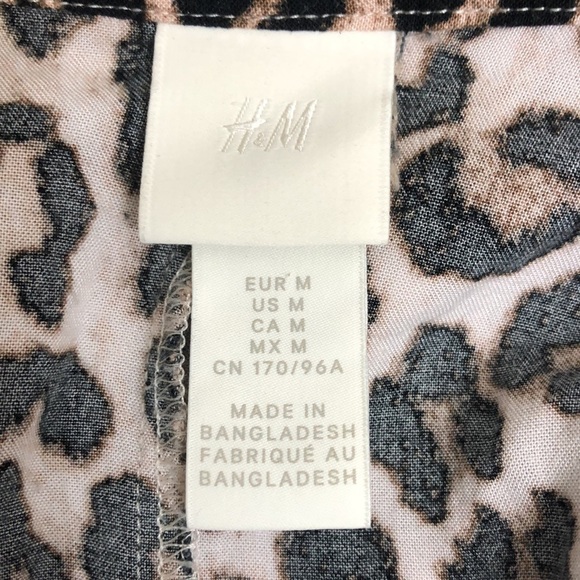 H&M
EUR M
US M
CA M
MX M
CN 170/96A
MADE IN
BANGLADESH
FABRIQUÉ AU
BANGLADESH